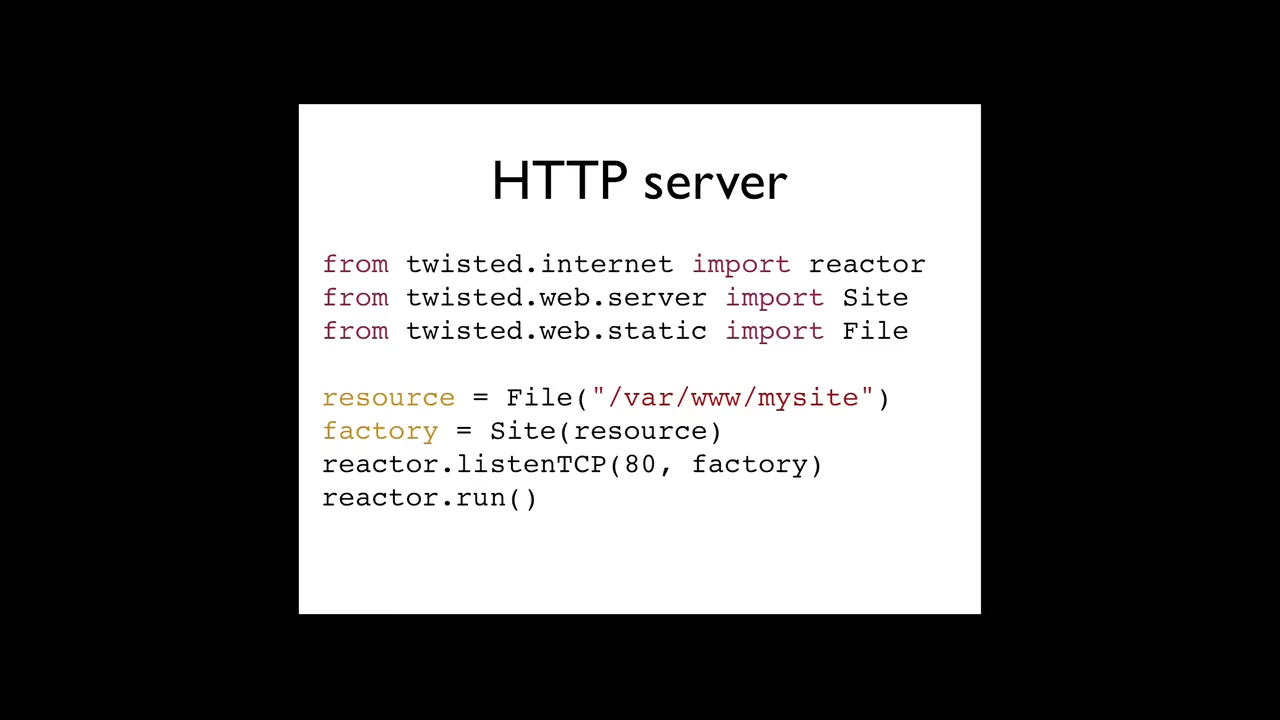 HTTP server
from twisted.internet import reactor
from twisted.web.server import Site
from twisted.web.static import File
resource = File("/var/www/mysite")
factory = Site(resource)
reactor.listenTCP(80, factory)
reactor.run()